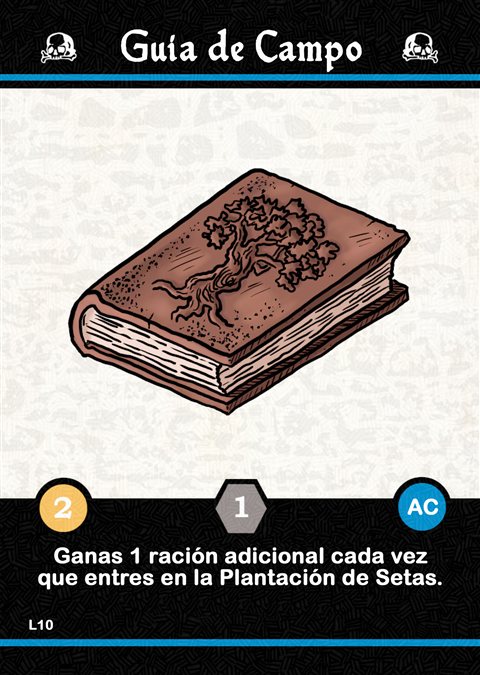 Guía de Campo
2
1
AC
Ganas 1 ración adicional cada vez
que entres en la Plantación de Setas.
L10